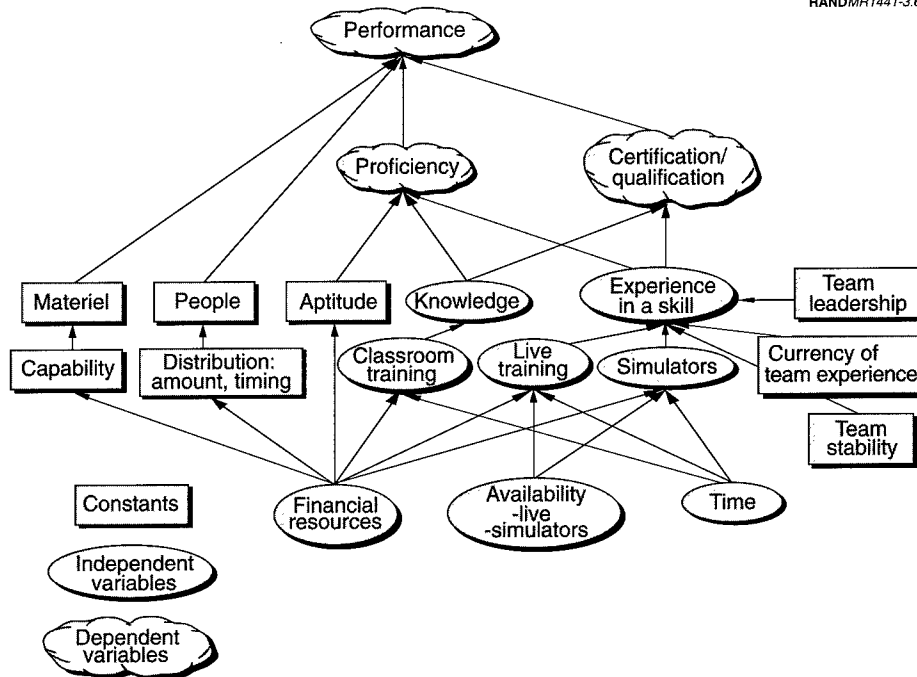 RANDMR1441-3.6
Performance
Proficiency
Certification/
qualification
Materiel
People
Aptitude
Knowledge
Experience
in a skill
Team
leadership
Capability
Distribution:
amount, timing
Classroom
training
Live
training
Simulators
Currency of
team experience
Team
stability
Constants
Financial
resources
Availability
-live
-simulators
Time
Independent
variables
Dependent
variables